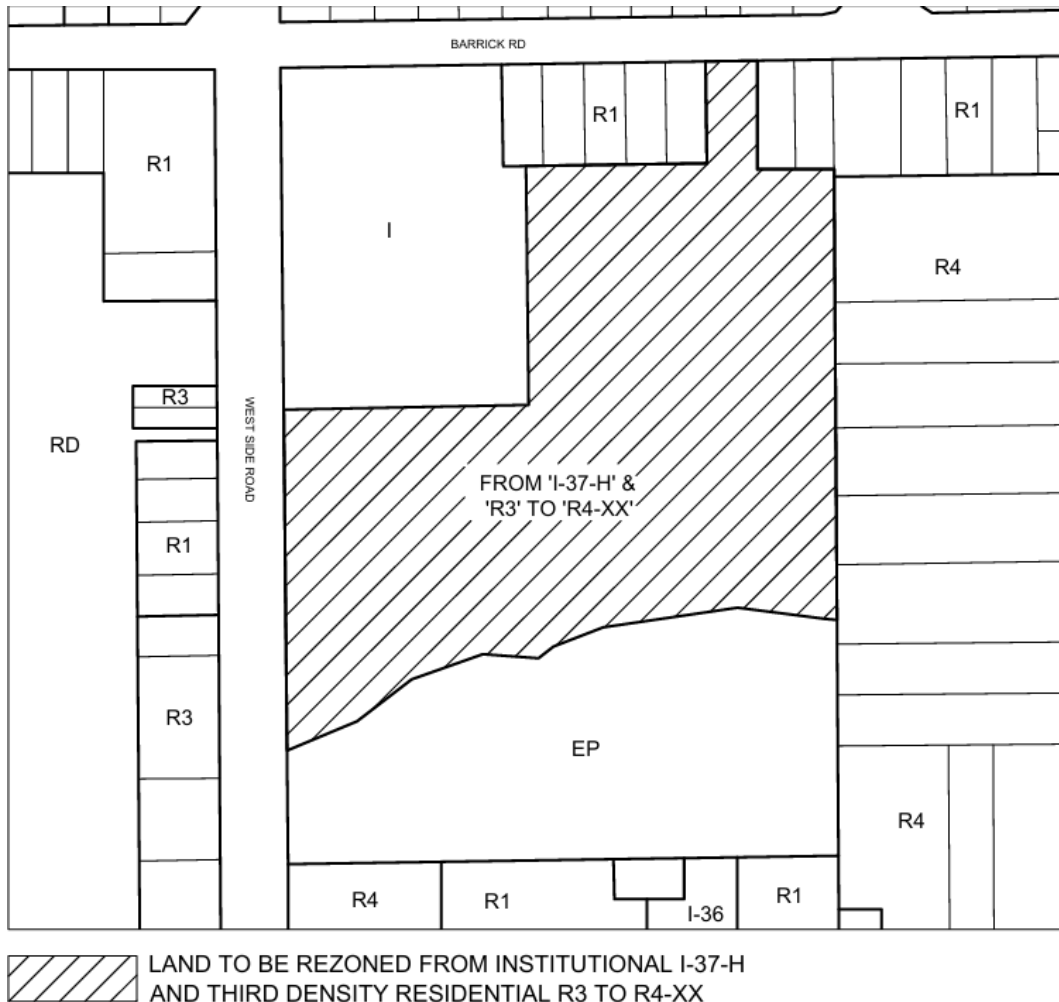 BARRICK RD
R1
R1
R1
I
R4
R3
RD
WEST SIDE ROAD
FROM 'I-37-H' &
'R3' TO 'R4-XX'
R1
R3
EP
R4
R4
R1
I-36
R1
LAND TO BE REZONED FROM INSTITUTIONAL I-37-H
AND THIRD DENSITY RESIDENTIAL R3 TO R4-XX